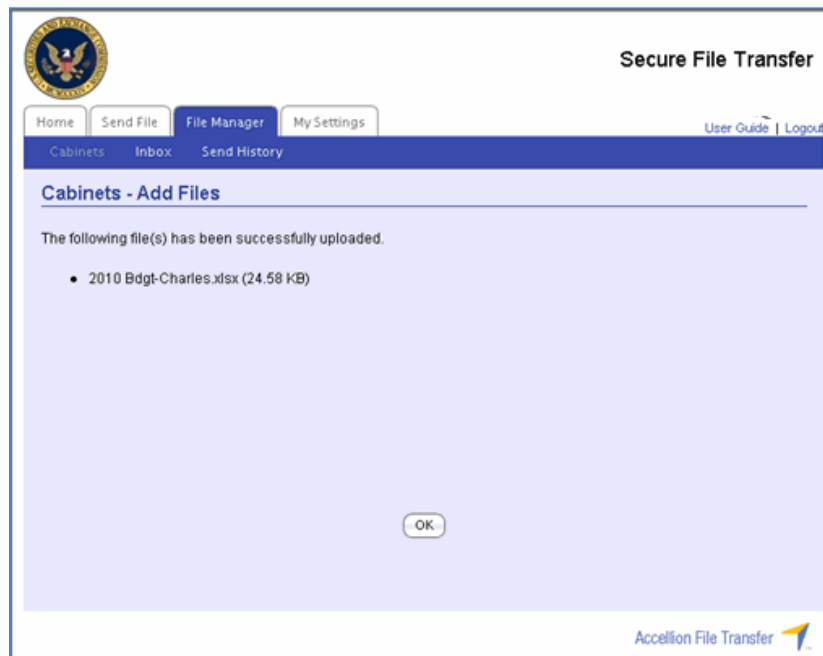 Secure File Transfer
Home Send File File Manager My Settings
User Guide | Logout
Cabinets Inbox Send History
Cabinets - Add Files
The following file(s) has been successfully uploaded.
• 2010 Bdgt-Charles.xlsx (24.58 KB)
OK
Accellion File Transfer